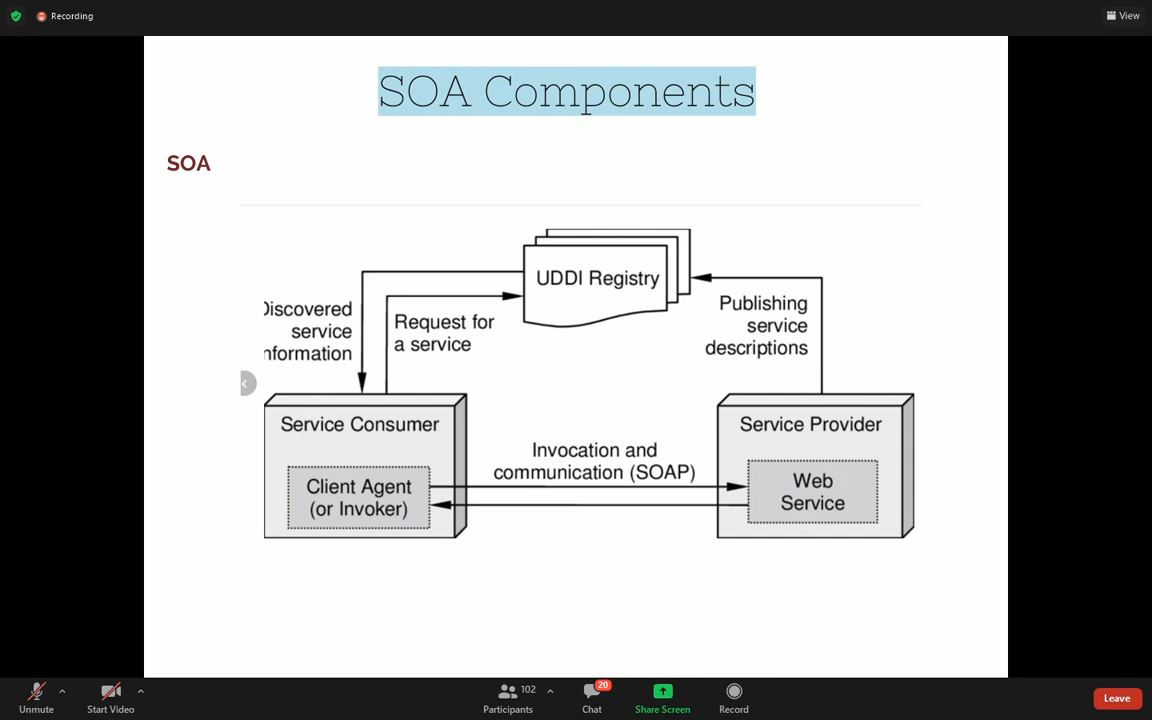 Recording
View
SOA Components
SOA
UDDI Registry
Discovered
service
nformation
Request for
a service
Publishing
service
descriptions
Service Consumer
Service Provider
Invocation and
communication (SOAP)
Client Agent
(or Invoker)
Web
Service
Unmute
Start Video
102
Participants
20
Chat
Share Screen
Record
Leave